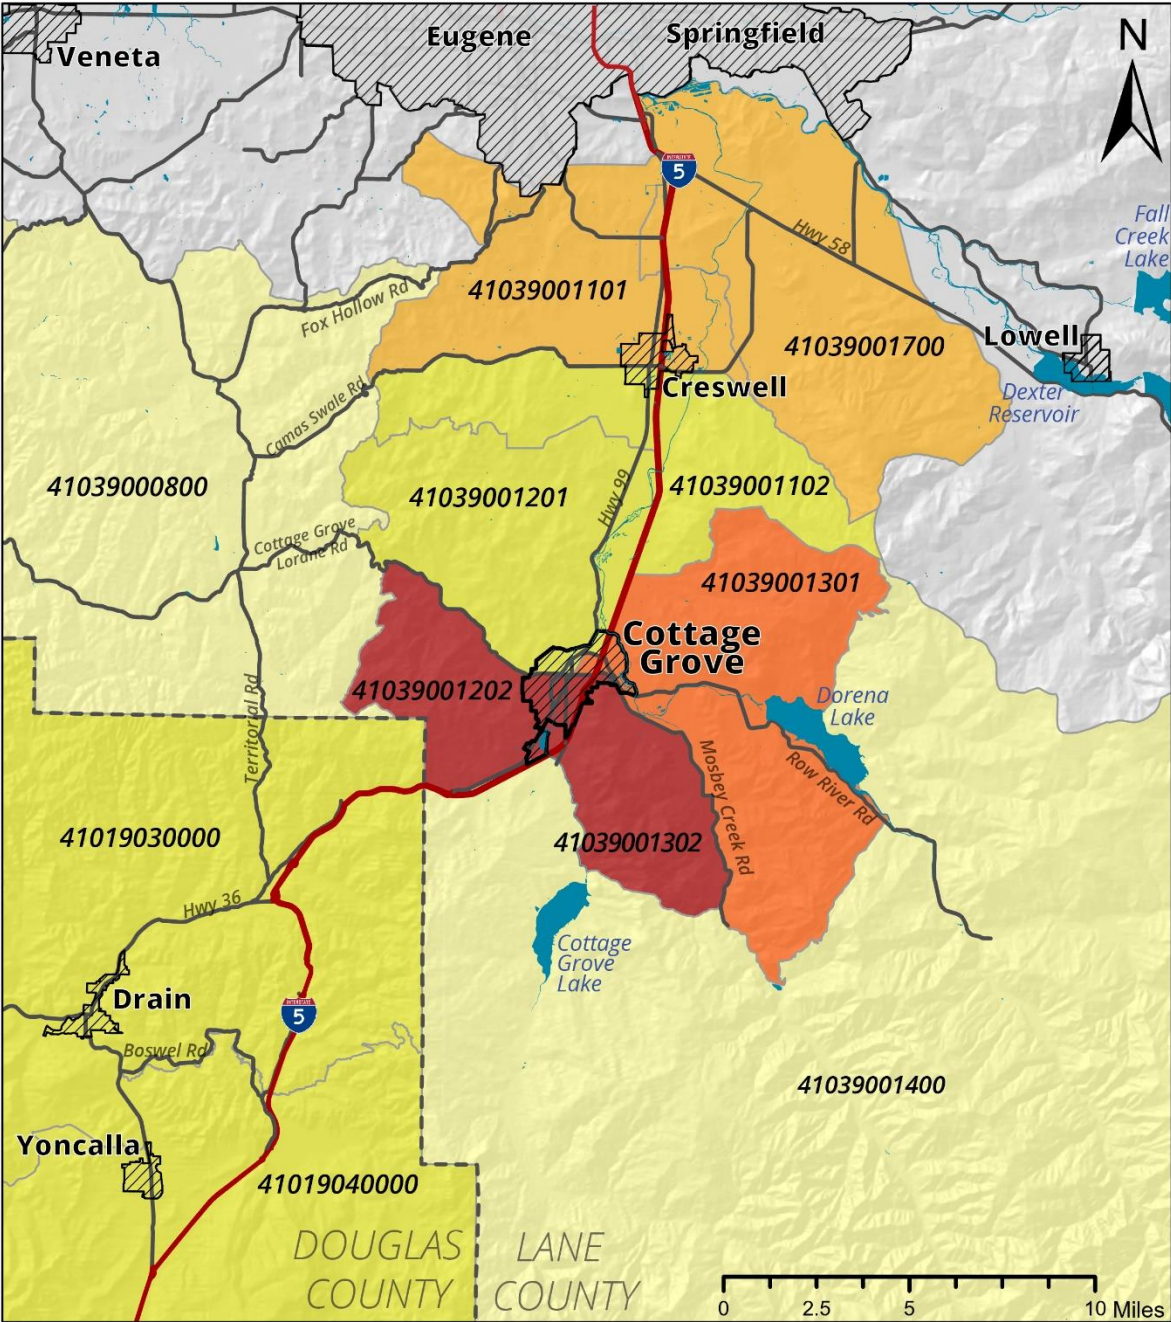 Veneta
Eugene
Springfield
N
INTERSTATE
5
Fall
Creek
Lake
Hwy 58
41039001101
Fox Hollow Rd
41039001700
Lowell
Creswell
Dexter
Reservoir
Camas Swale Rd
41039000800
41039001201
Hwy 99
41039001102
Cottage Grove
Lorane Rd
41039001301
Cottage
Grove
41039001202
Dorena
Lake
Territorial Rd
Mosbey Creek Rd
Row River Rd
41019030000
41039001302
Hwy 36
Cottage
Grove
Lake
Drain
INTERSTATE
5
Boswel Rd
41039001400
Yoncalla
41019040000
DOUGLAS
COUNTY
LANE
COUNTY
0 2.5 5 10 Miles